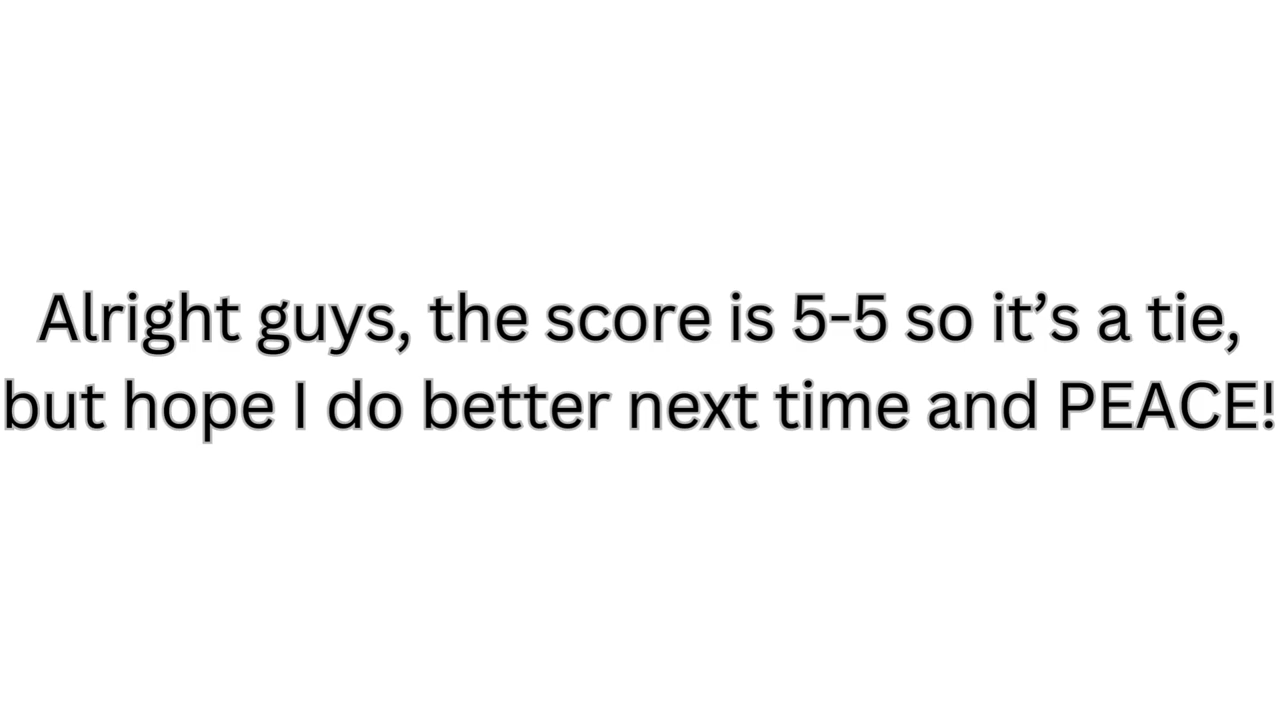 Alright guys, the score is 5-5 so it’s a tie,
but hope I do better next time and PEACE!